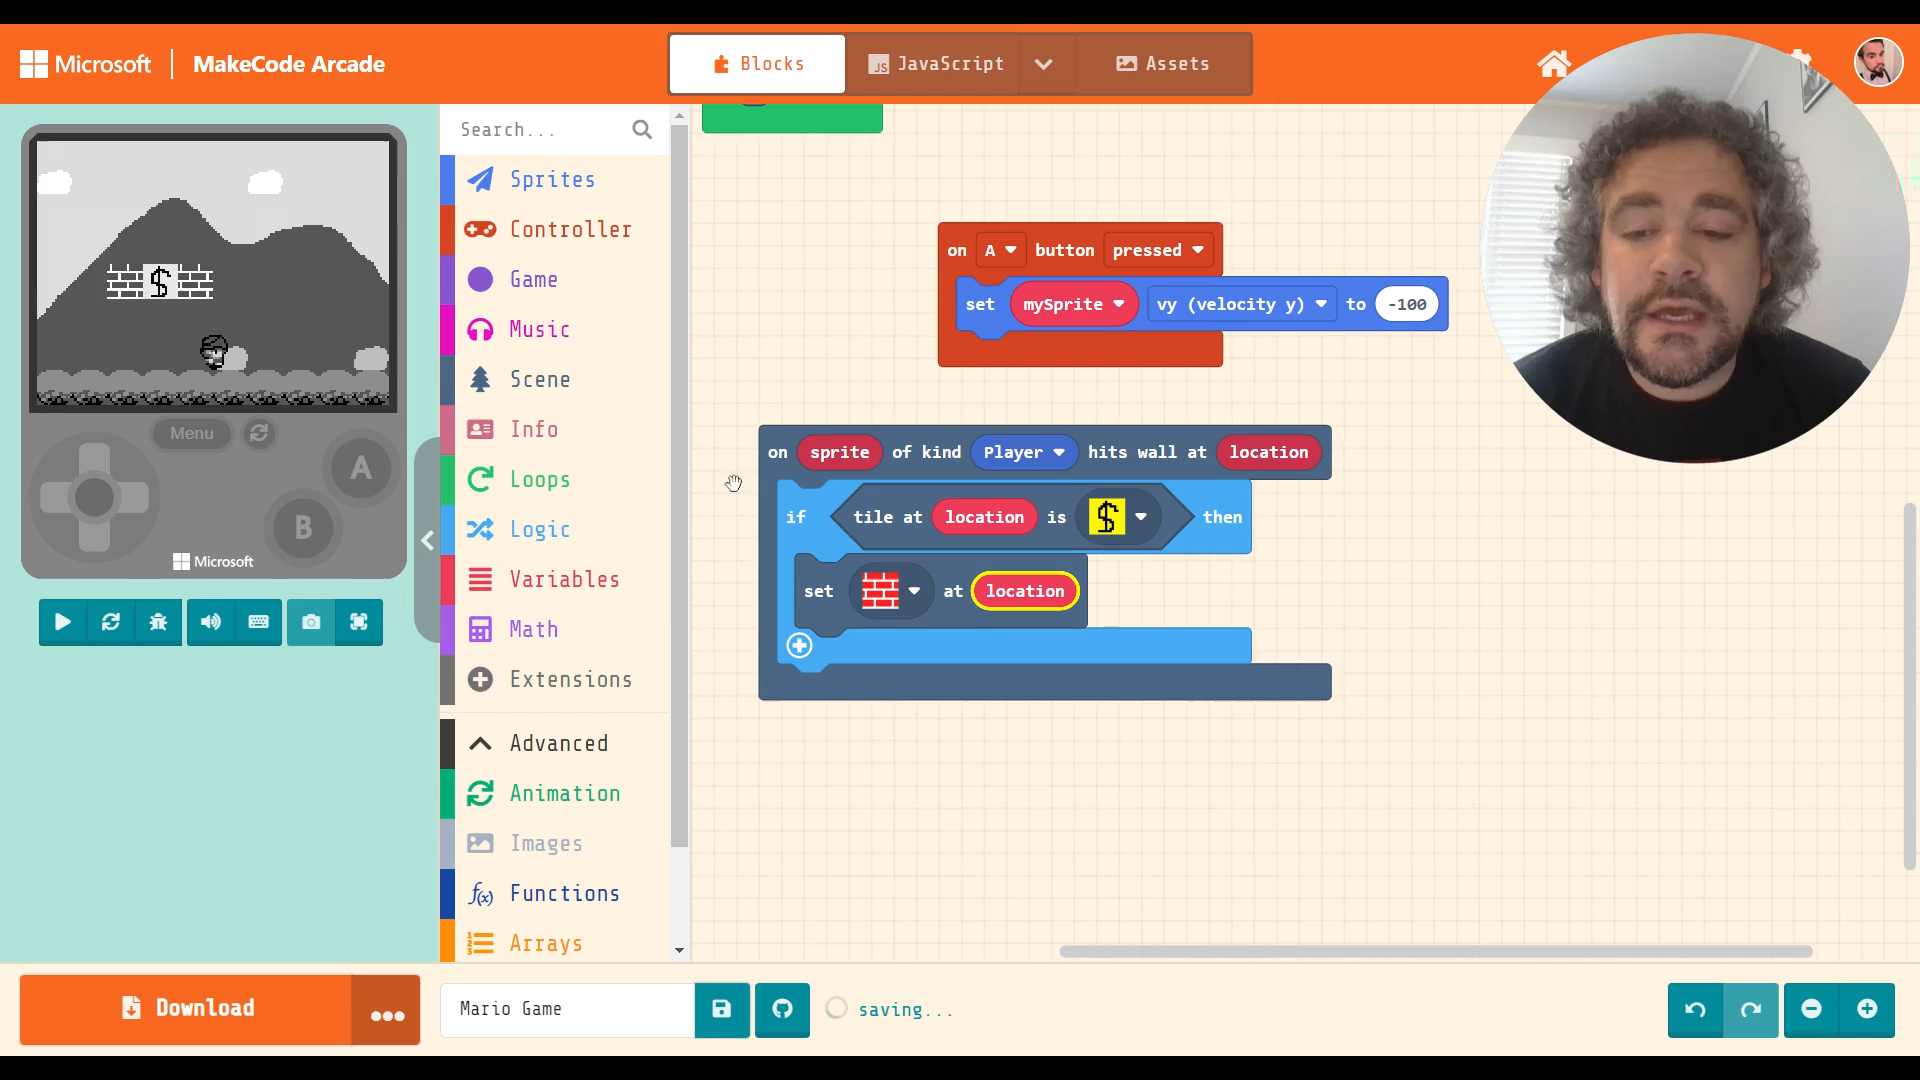 Microsoft
MakeCode Arcade
Blocks
JavaScript
Assets
Search...
Sprites
Controller
Game
Music
Scene
Info
Loops
Logic
Variables
Math
Extensions
Advanced
Animation
Images
Functions
Arrays
$
Menu
A
B
Microsoft
on A button pressed
set mySprite vy (velocity y) to -100
on sprite of kind Player hits wall at location
if tile at location is $ then
set at location
Download
Mario Game
saving...